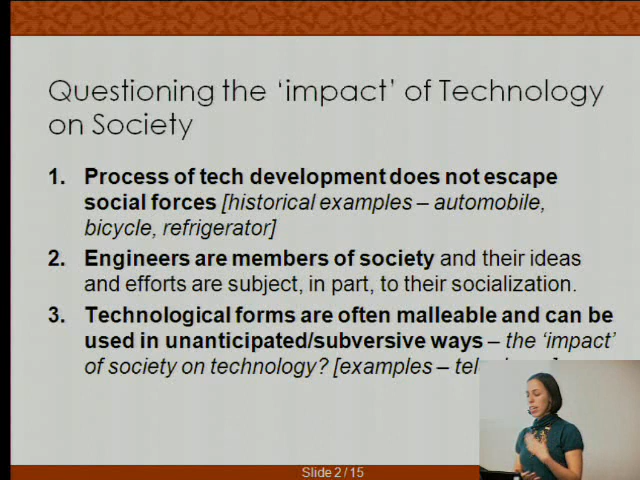 Questioning the ‘impact’ of Technology
on Society
1. Process of tech development does not escape
social forces [historical examples – automobile,
bicycle, refrigerator]
2. Engineers are members of society and their ideas
and efforts are subject, in part, to their socialization.
3. Technological forms are often malleable and can be
used in unanticipated/subversive ways – the ‘impact’
of society on technology? [examples –
Slide 2 / 15